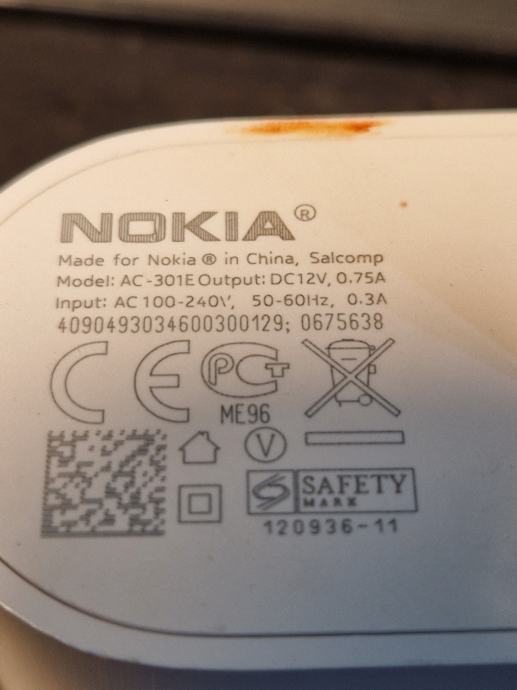 NOKIA®
Made for Nokia ® in China, Salcomp
Model: AC-301E Output: DC12V, 0.75A
Input: AC 100-240V, 50-60Hz, 0.3A
4090493034600300129; 0675638
CE PCT
ME96
V
SAFETY
MARK
120936-11